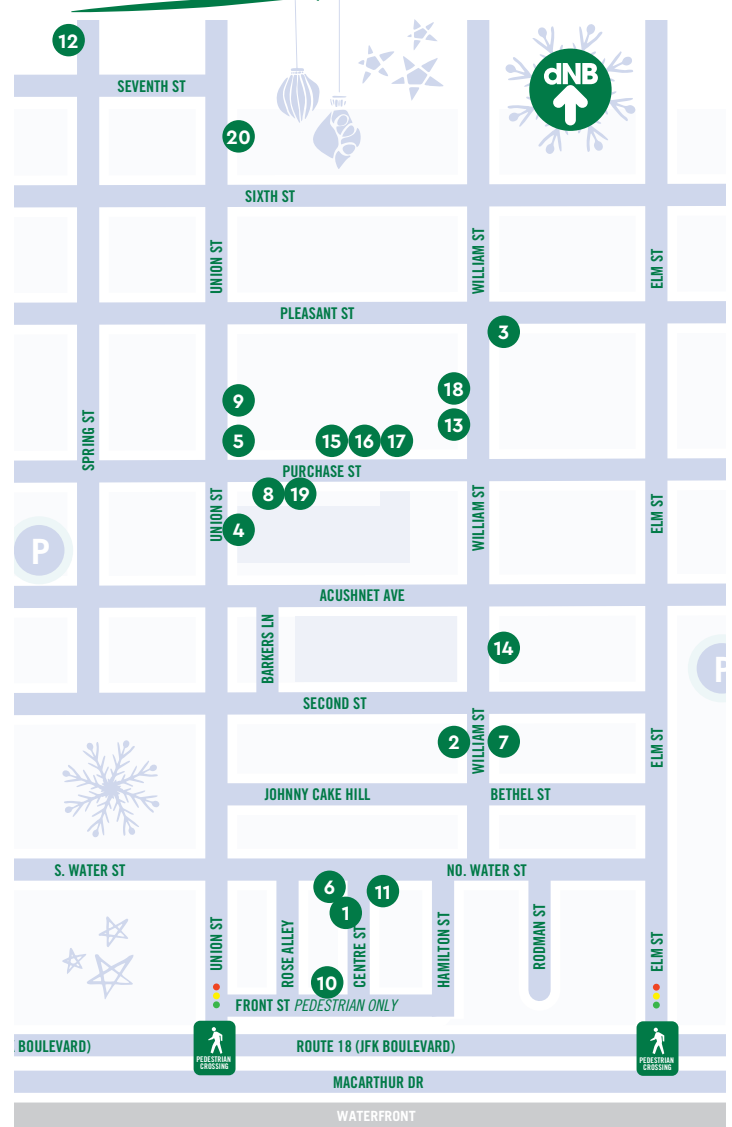 12
dNB
SEVENTH ST
20
SIXTH ST
UNION ST
WILLIAM ST
ELM ST
PLEASANT ST
3
18
9
13
SPRING ST
5
15
16
17
PURCHASE ST
8
19
UNION ST
WILLIAM ST
ELM ST
4
P
ACUSHNET AVE
BARKERS LN
14
P
SECOND ST
WILLIAM ST
2
7
ELM ST
JOHNNY CAKE HILL
BETHEL ST
S. WATER ST
NO. WATER ST
6
11
1
UNION ST
ROSE ALLEY
CENTRE ST
HAMILTON ST
RODMAN ST
ELM ST
10
FRONT ST PEDESTRIAN ONLY
BOULEVARD)
PEDESTRIAN
CROSSING
ROUTE 18 (JFK BOULEVARD)
PEDESTRIAN
CROSSING
MACARTHUR DR
WATERFRONT